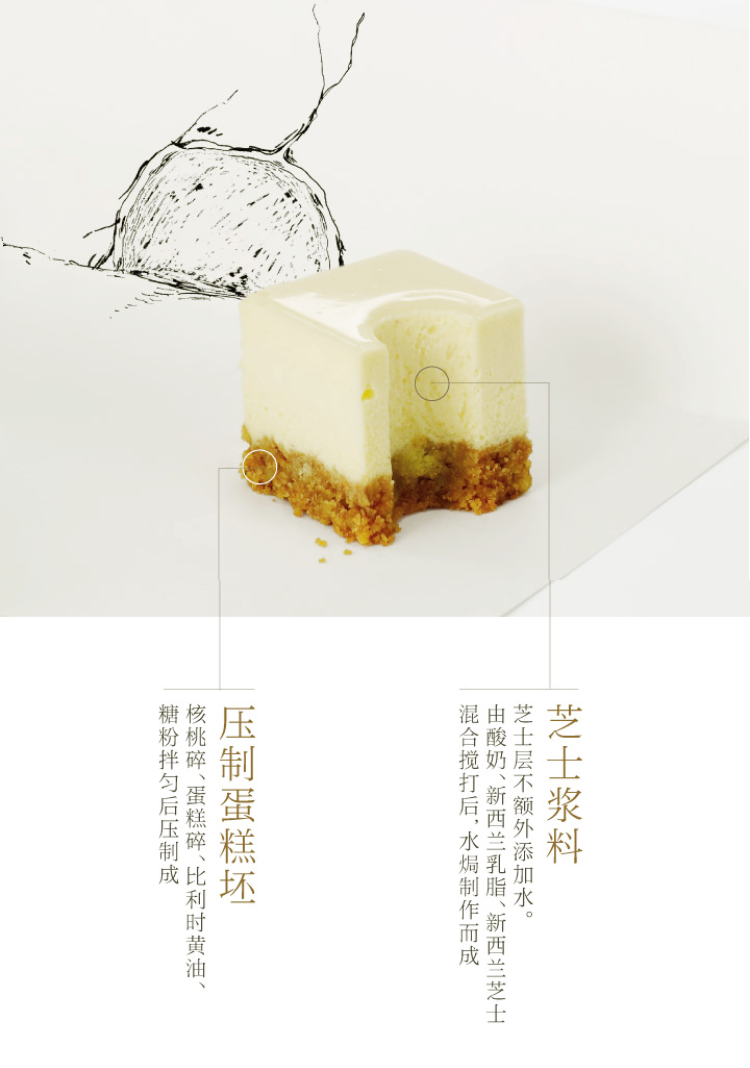 芝士浆料
芝士层不额外添加水。
由酸奶、新西兰乳脂、新西兰芝士
混合搅打后，水焗制作而成
压制蛋糕坯
核桃碎、蛋糕碎、比利时黄油、
糖粉拌匀后压制成